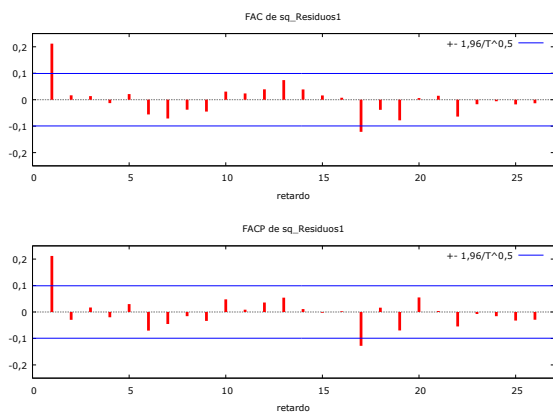 FAC de sq_Residuos1
+- 1,96/T^0,5
0,2
0,1
0
-0,1
-0,2
0 5 10 15 20 25
retardo
FACP de sq_Residuos1
+- 1,96/T^0,5
0,2
0,1
0
-0,1
-0,2
0 5 10 15 20 25
retardo